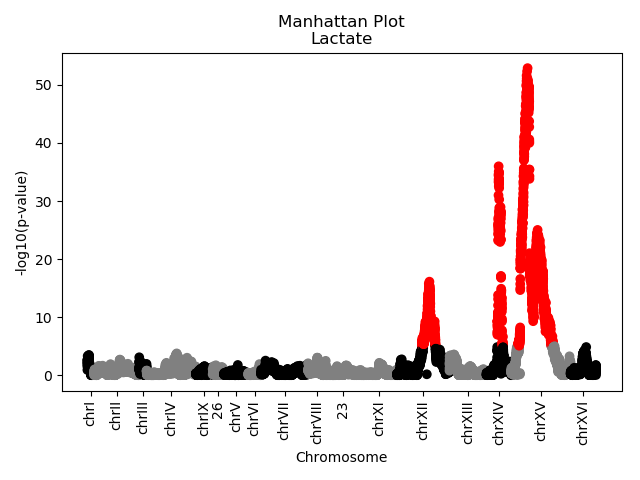 Manhattan Plot
Lactate
-log10(p-value)
50
40
30
20
10
0
chrI
chrII
chrIII
chrIV
chrIX
26
chrV
chrVI
chrVII
chrVIII
23
chrXI
chrXII
chrXIII
chrXIV
chrXV
chrXVI
Chromosome